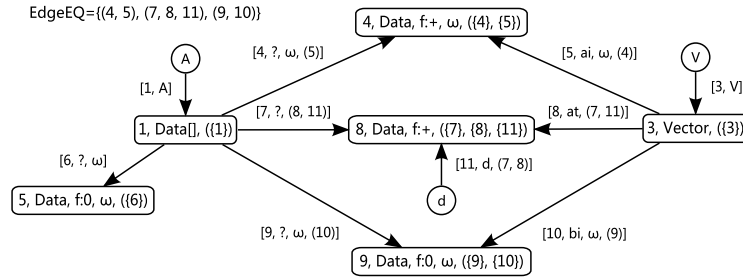 EdgeEQ={(4, 5), (7, 8, 11), (9, 10)}
4, Data, f:+, ω, ({4}, {5})
A
[4, ?, ω, (5)]
[5, ai, ω, (4)]
V
[1, A]
[3, V]
[7, ?, (8, 11)]
[8, at, (7, 11)]
1, Data[], ({1})
8, Data, f:+, ({7}, {8}, {11})
3, Vector, ({3})
[6, ?, ω]
[11, d, (7, 8)]
5, Data, f:0, ω, ({6})
d
[9, ?, ω, (10)]
[10, bi, ω, (9)]
9, Data, f:0, ω, ({9}, {10})